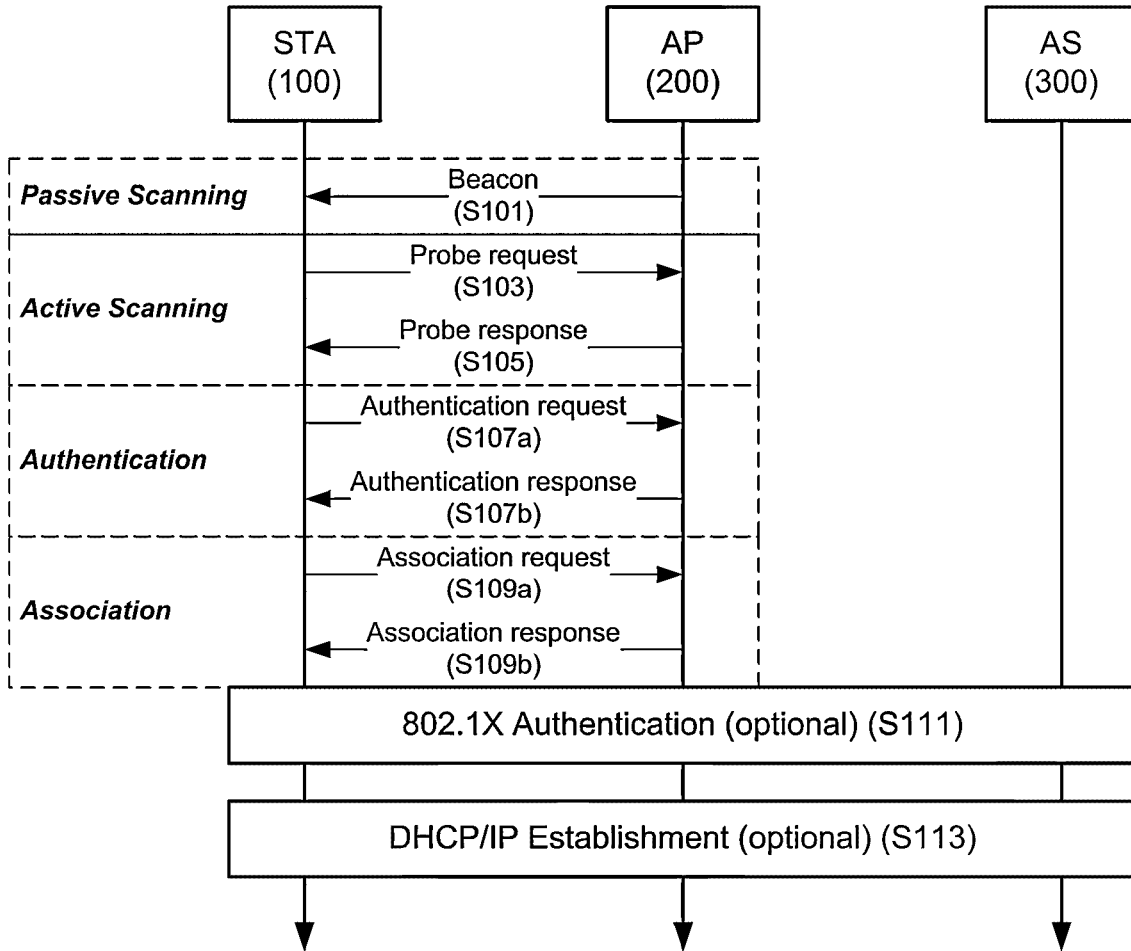 STA
(100)
AP
(200)
AS
(300)
Passive Scanning
Beacon
(S101)
Active Scanning
Probe request
(S103)
Probe response
(S105)
Authentication
Authentication request
(S107a)
Authentication response
(S107b)
Association
Association request
(S109a)
Association response
(S109b)
802.1X Authentication (optional) (S111)
DHCP/IP Establishment (optional) (S113)